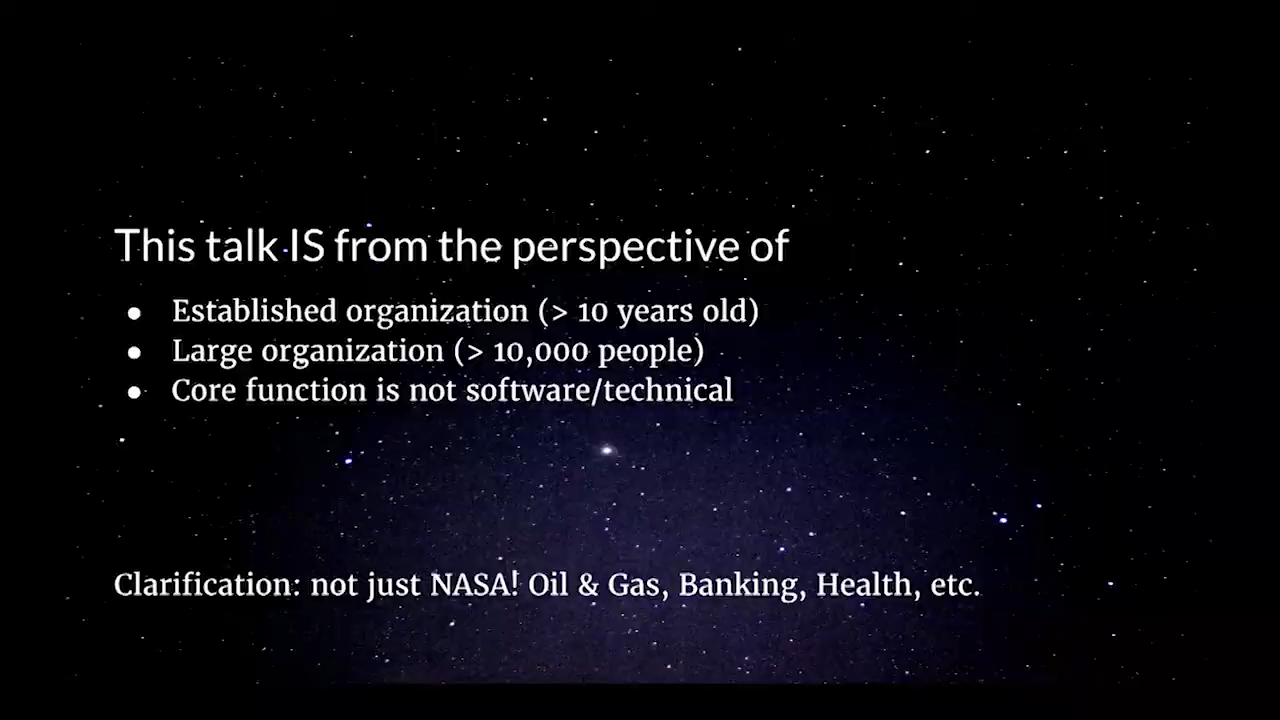 This talk IS from the perspective of
● Established organization (> 10 years old)
● Large organization (> 10,000 people)
● Core function is not software/technical
Clarification: not just NASA! Oil & Gas, Banking, Health, etc.